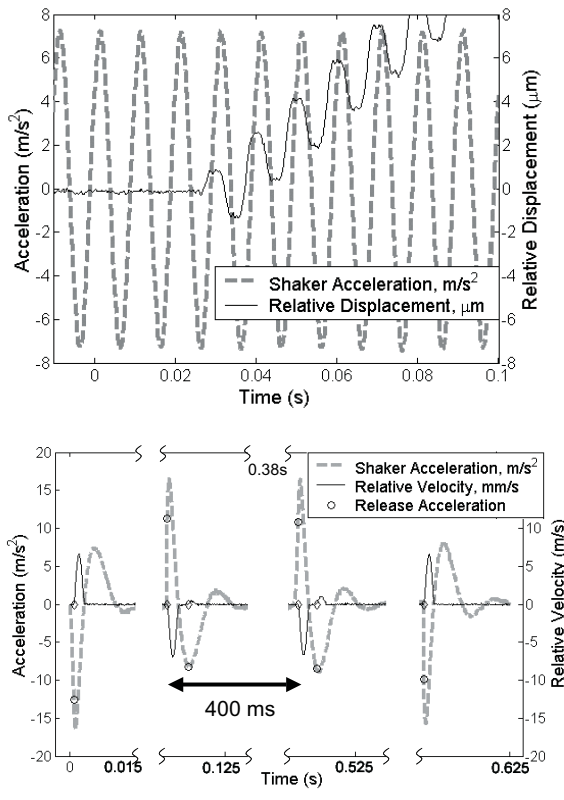 8
6
4
2
0
-2
-4
-6
-8
Acceleration (m/s²)
8
6
4
2
0
-2
-4
-6
-8
Relative Displacement (μm)
Shaker Acceleration, m/s²
Relative Displacement, μm
0 0.02 0.04 0.06 0.08 0.1
Time (s)
20
15
10
5
0
-5
-10
-15
-20
Acceleration (m/s²)
0.38s
Shaker Acceleration, m/s²
Relative Velocity, mm/s
Release Acceleration
10
5
0
-5
-10
-15
-20
Relative Velocity (m/s)
400 ms
0 0.015 0.125 0.525 0.625
Time (s)